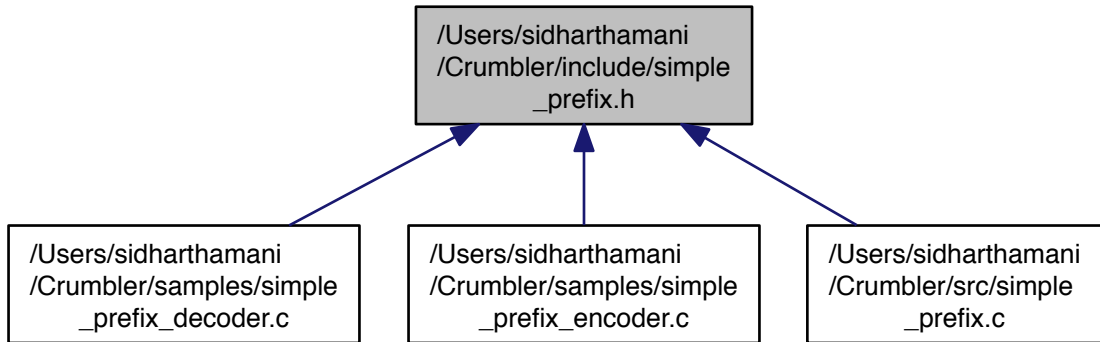 /Users/sidharthamani
/Crumbler/include/simple
_prefix.h
/Users/sidharthamani
/Crumbler/samples/simple
_prefix_decoder.c
/Users/sidharthamani
/Crumbler/samples/simple
_prefix_encoder.c
/Users/sidharthamani
/Crumbler/src/simple
_prefix.c